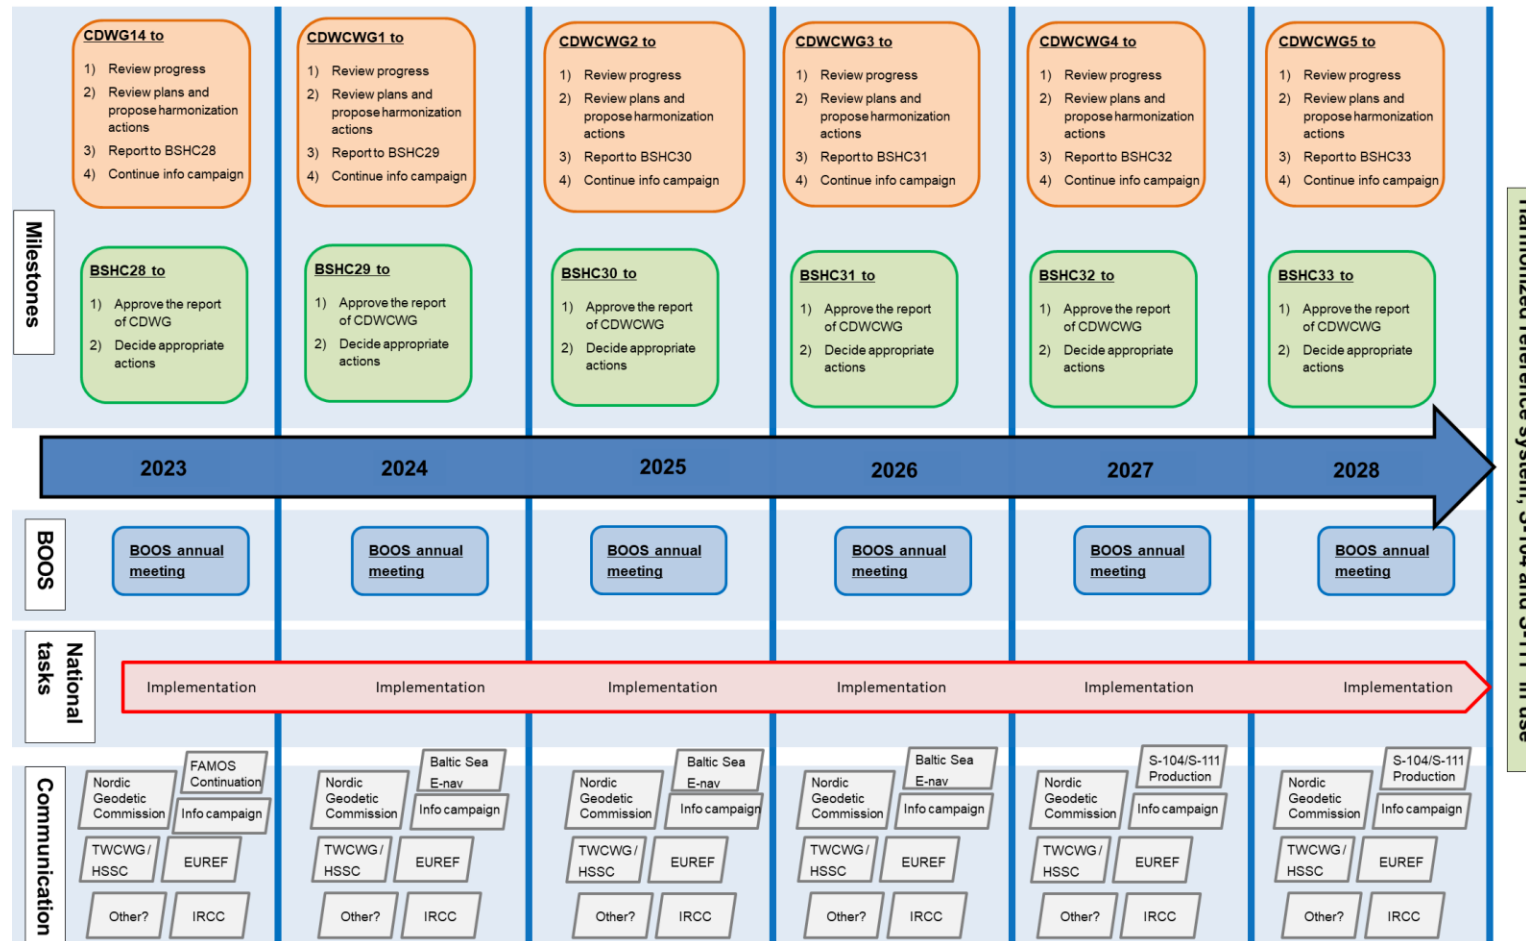 Milestones
CDWG14 to
1) Review progress
2) Review plans and
propose harmonization
actions
3) Report to BSHC28
4) Continue info campaign
CDWCWG1 to
1) Review progress
2) Review plans and
propose harmonization
actions
3) Report to BSHC29
4) Continue info campaign
CDWCWG2 to
1) Review progress
2) Review plans and
propose harmonization
actions
3) Report to BSHC30
4) Continue info campaign
CDWCWG3 to
1) Review progress
2) Review plans and
propose harmonization
actions
3) Report to BSHC31
4) Continue info campaign
CDWCWG4 to
1) Review progress
2) Review plans and
propose harmonization
actions
3) Report to BSHC32
4) Continue info campaign
CDWCWG5 to
1) Review progress
2) Review plans and
propose harmonization
actions
3) Report to BSHC33
4) Continue info campaign
BSHC28 to
1) Approve the report
of CDWG
2) Decide appropriate
actions
BSHC29 to
1) Approve the report
of CDWCWG
2) Decide appropriate
actions
BSHC30 to
1) Approve the report
of CDWCWG
2) Decide appropriate
actions
BSHC31 to
1) Approve the report
of CDWCWG
2) Decide appropriate
actions
BSHC32 to
1) Approve the report
of CDWCWG
2) Decide appropriate
actions
BSHC33 to
1) Approve the report
of CDWCWG
2) Decide appropriate
actions
2023
2024
2025
2026
2027
2028
BOOS
BOOS annual
meeting
BOOS annual
meeting
BOOS annual
meeting
BOOS annual
meeting
BOOS annual
meeting
BOOS annual
meeting
National
tasks
Implementation
Implementation
Implementation
Implementation
Implementation
Implementation
Communication
FAMOS
Continuation
Nordic
Geodetic
Commission
Info campaign
TWCWG /
HSSC
EUREF
Other?
IRCC
Baltic Sea
E-nav
Nordic
Geodetic
Commission
Info campaign
TWCWG /
HSSC
EUREF
Other?
IRCC
Baltic Sea
E-nav
Nordic
Geodetic
Commission
Info campaign
TWCWG /
HSSC
EUREF
Other?
IRCC
Baltic Sea
E-nav
Nordic
Geodetic
Commission
Info campaign
TWCWG /
HSSC
EUREF
Other?
IRCC
S-104/S-111
Production
Nordic
Geodetic
Commission
Info campaign
TWCWG /
HSSC
EUREF
Other?
IRCC
S-104/S-111
Production
Nordic
Geodetic
Commission
Info campaign
TWCWG /
HSSC
EUREF
Other?
IRCC
Harmonized reference system, S-104 and S-111 in use